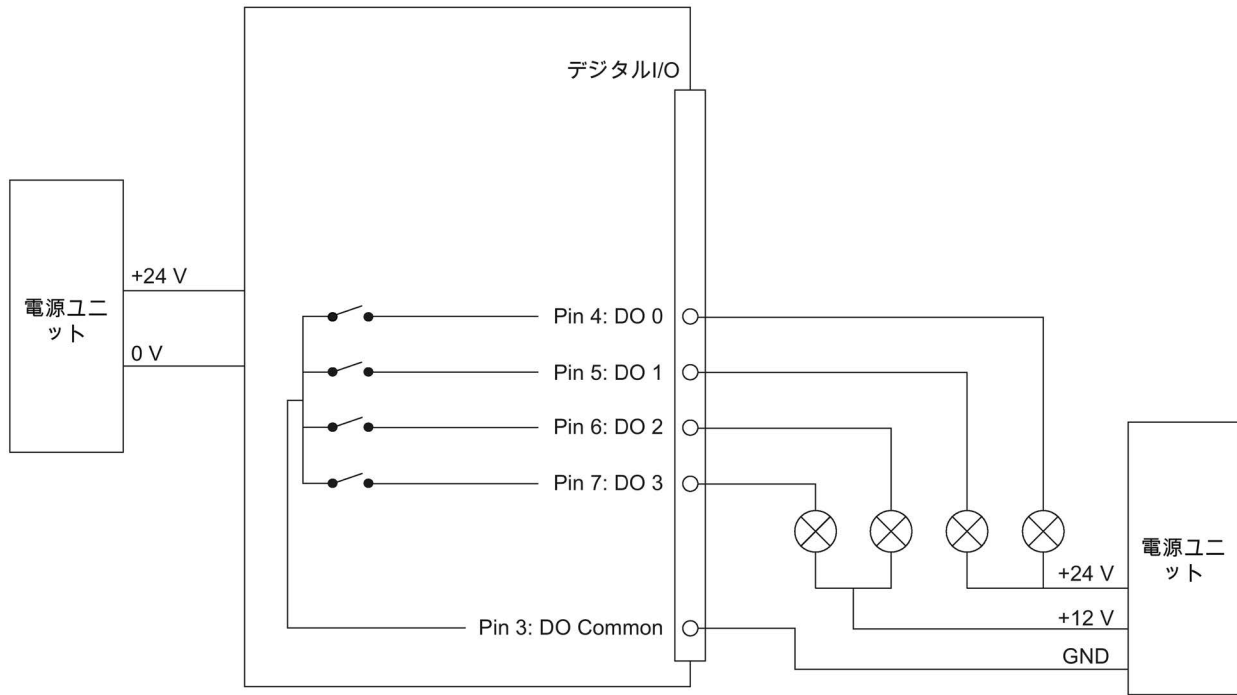 デジタルI/O
電源ユニ
ット
+24 V
0 V
Pin 4: DO 0
Pin 5: DO 1
Pin 6: DO 2
Pin 7: DO 3
Pin 3: DO Common
+24 V
+12 V
GND
電源ユニ
ット